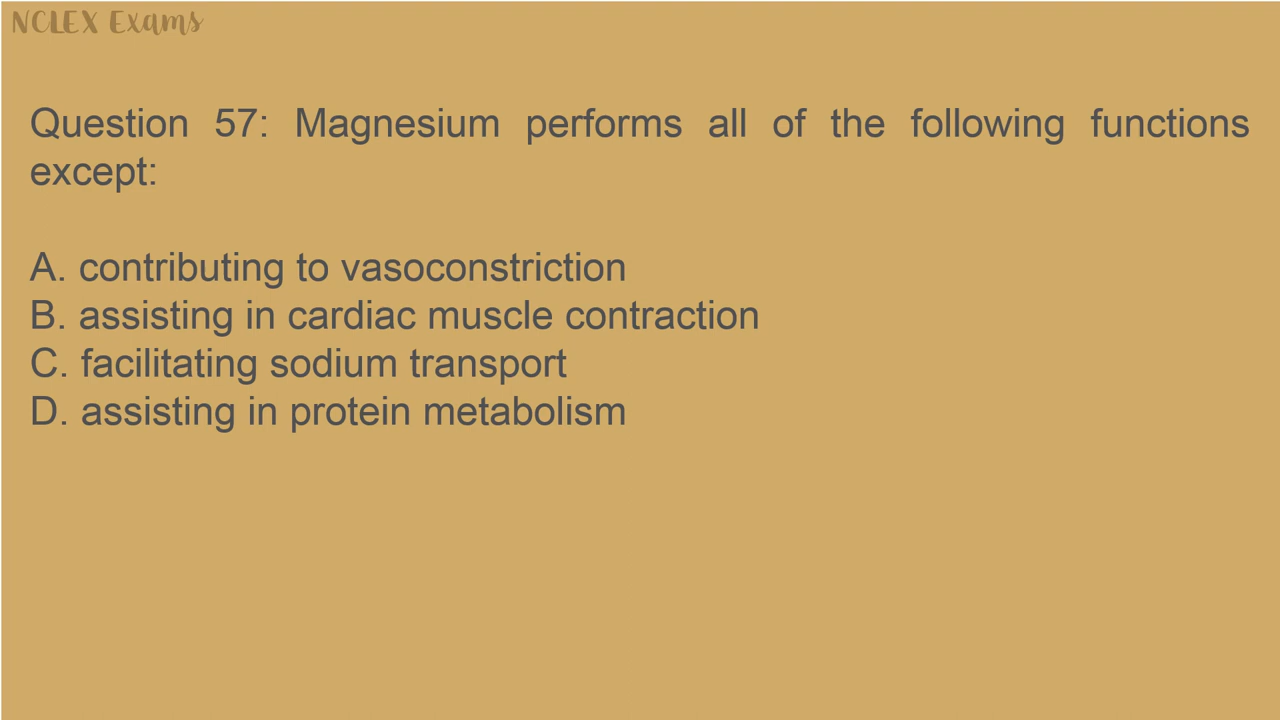 NCLEX Exams
Question 57: Magnesium performs all of the following functions
except:
A. contributing to vasoconstriction
B. assisting in cardiac muscle contraction
C. facilitating sodium transport
D. assisting in protein metabolism